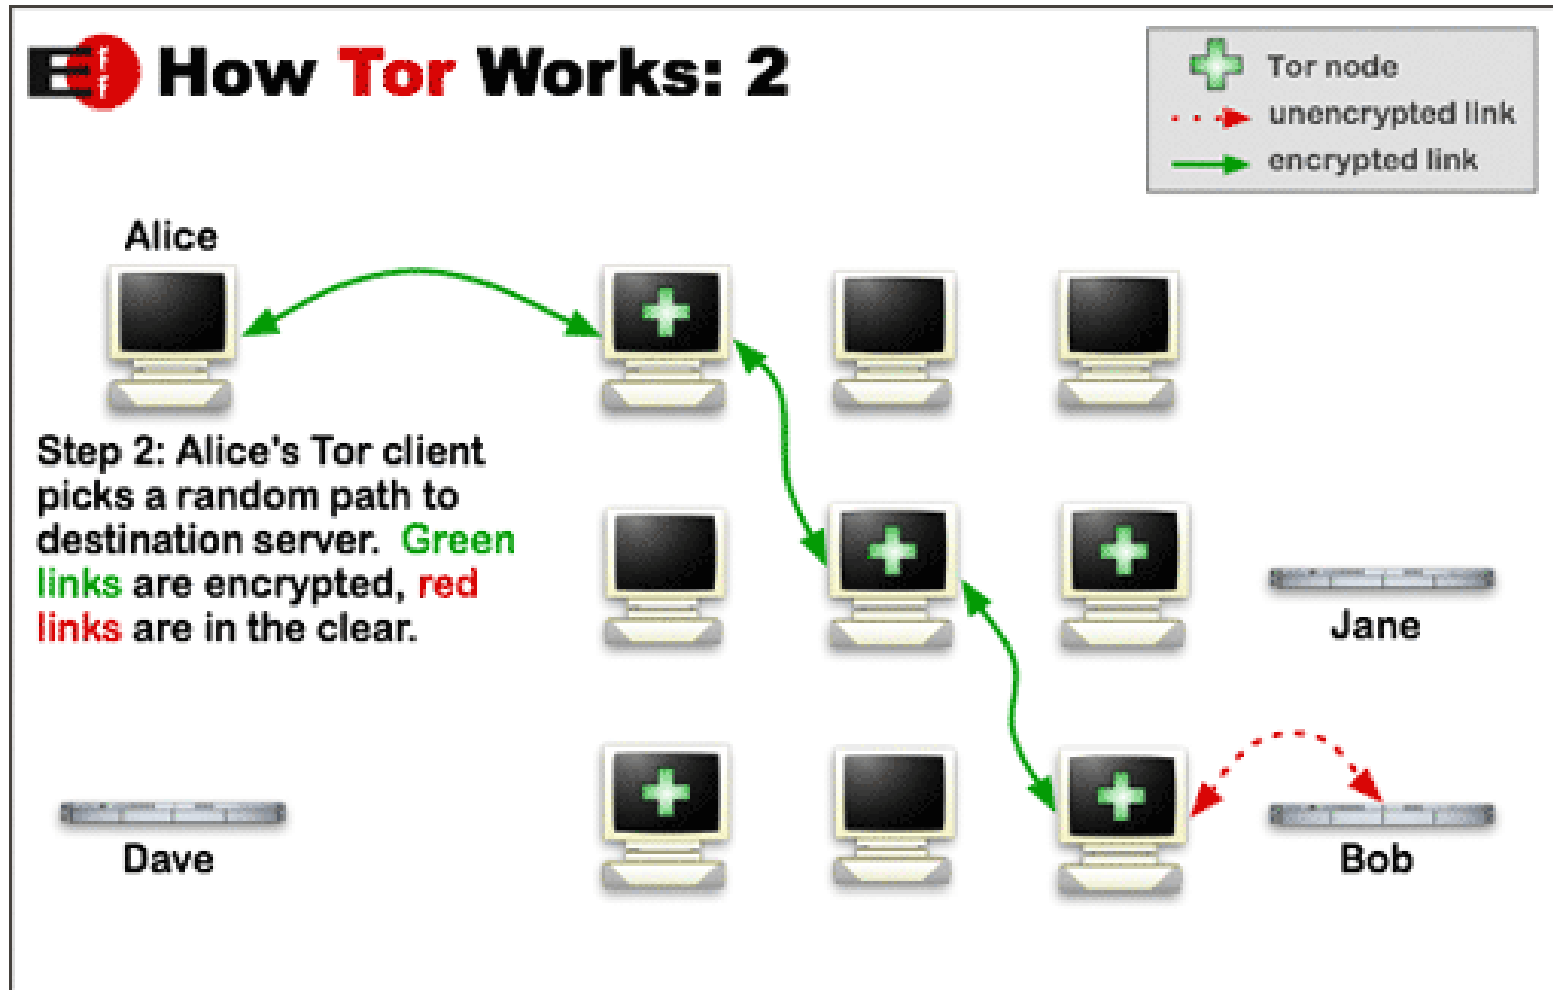 EFF How Tor Works: 2
Tor node
unencrypted link
encrypted link
Alice
Step 2: Alice's Tor client
picks a random path to
destination server. Green
links are encrypted, red
links are in the clear.
Jane
Dave
Bob